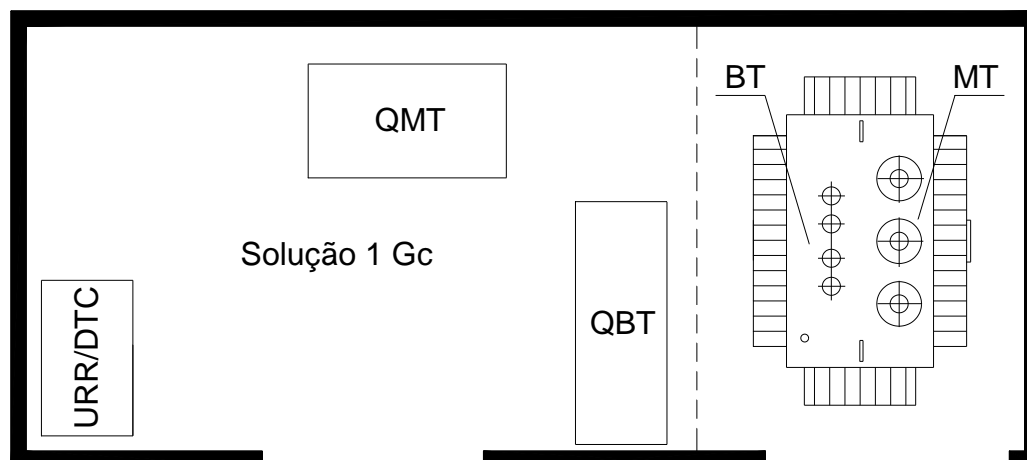 BT
MT
QMT
Solução 1 Gc
QBT
URR/DTC